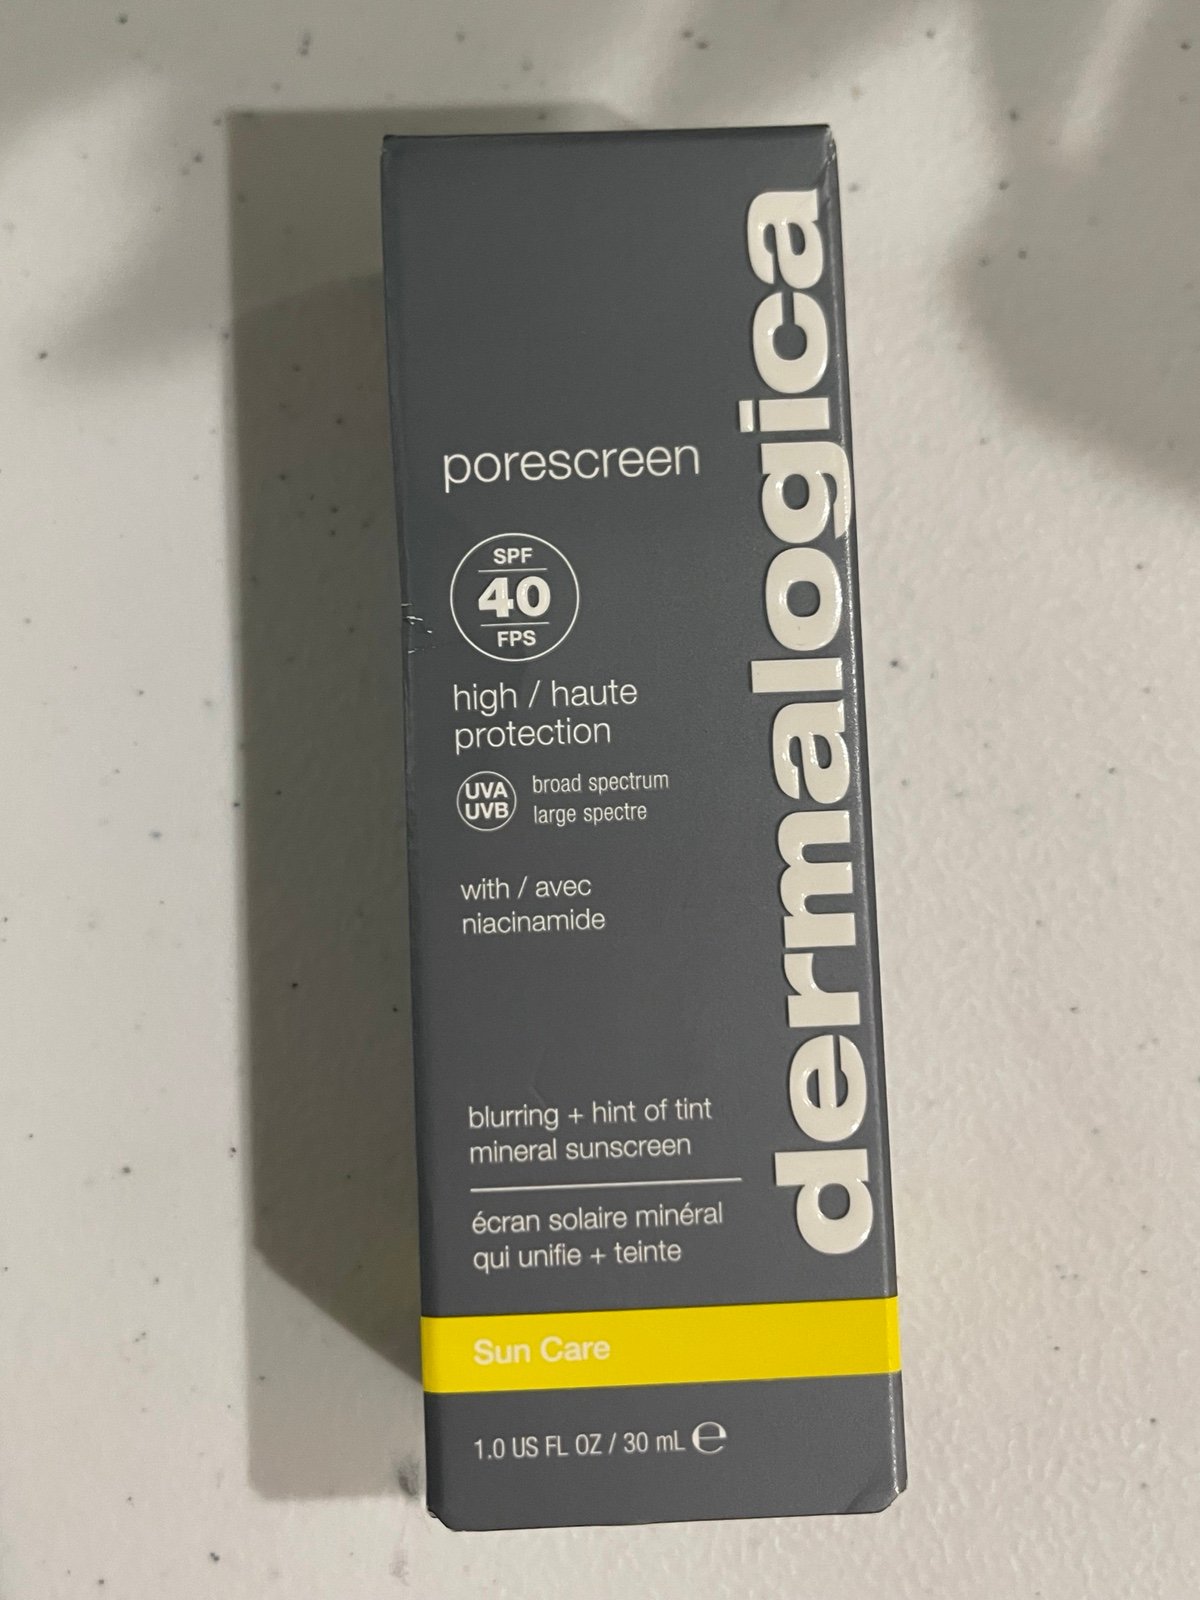 porescreen
SPF
40
FPS
high / haute
protection
UVA
UVB
broad spectrum
large spectre
with / avec
niacinamide
blurring + hint of tint
mineral sunscreen
écran solaire minéral
qui unifie + teinte
Sun Care
1.0 US FL OZ / 30 mL ℮
dermalogica